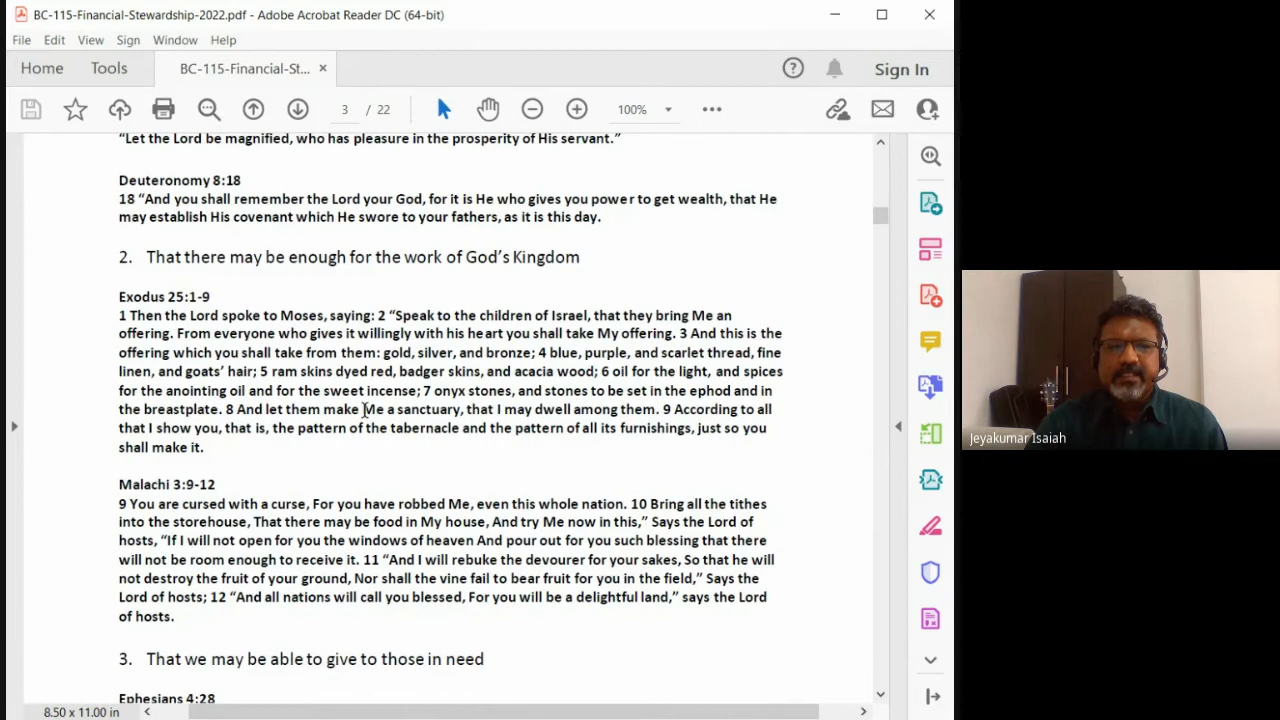 BC-115-Financial-Stewardship-2022.pdf - Adobe Acrobat Reader DC (64-bit)
File Edit View Sign Window Help
Home Tools BC-115-Financial-St... × Sign In
3 / 22 100%
“Let the Lord be magnified, who has pleasure in the prosperity of His servant.”
Deuteronomy 8:18
18 “And you shall remember the Lord your God, for it is He who gives you power to get wealth, that He
may establish His covenant which He swore to your fathers, as it is this day.
2. That there may be enough for the work of God’s Kingdom
Exodus 25:1-9
1 Then the Lord spoke to Moses, saying: 2 “Speak to the children of Israel, that they bring Me an
offering. From everyone who gives it willingly with his heart you shall take My offering. 3 And this is the
offering which you shall take from them: gold, silver, and bronze; 4 blue, purple, and scarlet thread, fine
linen, and goats’ hair; 5 ram skins dyed red, badger skins, and acacia wood; 6 oil for the light, and spices
for the anointing oil and for the sweet incense; 7 onyx stones, and stones to be set in the ephod and in
the breastplate. 8 And let them make Me a sanctuary, that I may dwell among them. 9 According to all
that I show you, that is, the pattern of the tabernacle and the pattern of all its furnishings, just so you
shall make it.
Malachi 3:9-12
9 You are cursed with a curse, For you have robbed Me, even this whole nation. 10 Bring all the tithes
into the storehouse, That there may be food in My house, And try Me now in this,” Says the Lord of
hosts, “If I will not open for you the windows of heaven And pour out for you such blessing that there
will not be room enough to receive it. 11 “And I will rebuke the devourer for your sakes, So that he will
not destroy the fruit of your ground, Nor shall the vine fail to bear fruit for you in the field,” Says the
Lord of hosts; 12 “And all nations will call you blessed, For you will be a delightful land,” says the Lord
of hosts.
3. That we may be able to give to those in need
Ephesians 4:28
8.50 x 11.00 in
Jeyakumar Isaiah